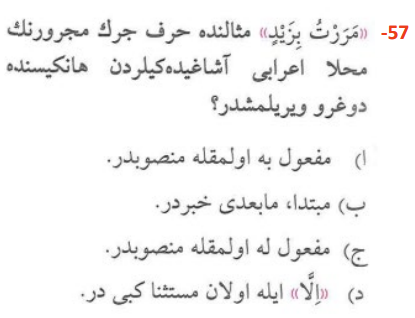 57- «مَرَرْتُ بِزَيْدٍ» مثالنده حرف جرك مجرورنك
محلا اعرابى آشاغيده‌كيلردن هانكيسنده
دوغرو ويريلمشدر؟
ا) مفعول به اولمقله منصوبدر.
ب) مبتدا، مابعدى خبردر.
ج) مفعول له اولمقله منصوبدر.
د) «اِلَّا» ايله اولان مستثنا كبى در.